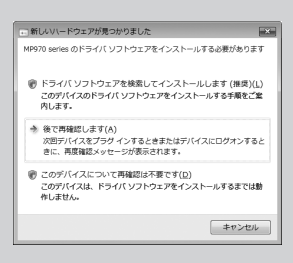 新しいハードウェアが見つかりました
MP970 series のドライバ ソフトウェアをインストールする必要があります
ドライバ ソフトウェアを検索してインストールします (推奨)(L)
このデバイスのドライバ ソフトウェアをインストールする手順をご案
内します。
後で再確認します(A)
次回デバイスをプラグ インするときまたはデバイスにログオンすると
きに、再度確認メッセージが表示されます。
このデバイスについて再確認は不要です(D)
このデバイスは、ドライバ ソフトウェアをインストールするまでは動
作しません。
キャンセル